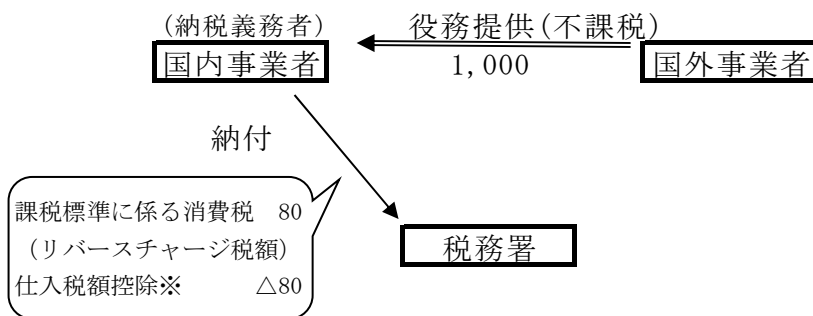 (納税義務者)
役務提供(不課税)
国内事業者
1,000
国外事業者
納付
課税標準に係る消費税 80
(リバースチャージ税額)
仕入税額控除※ △80
税務署